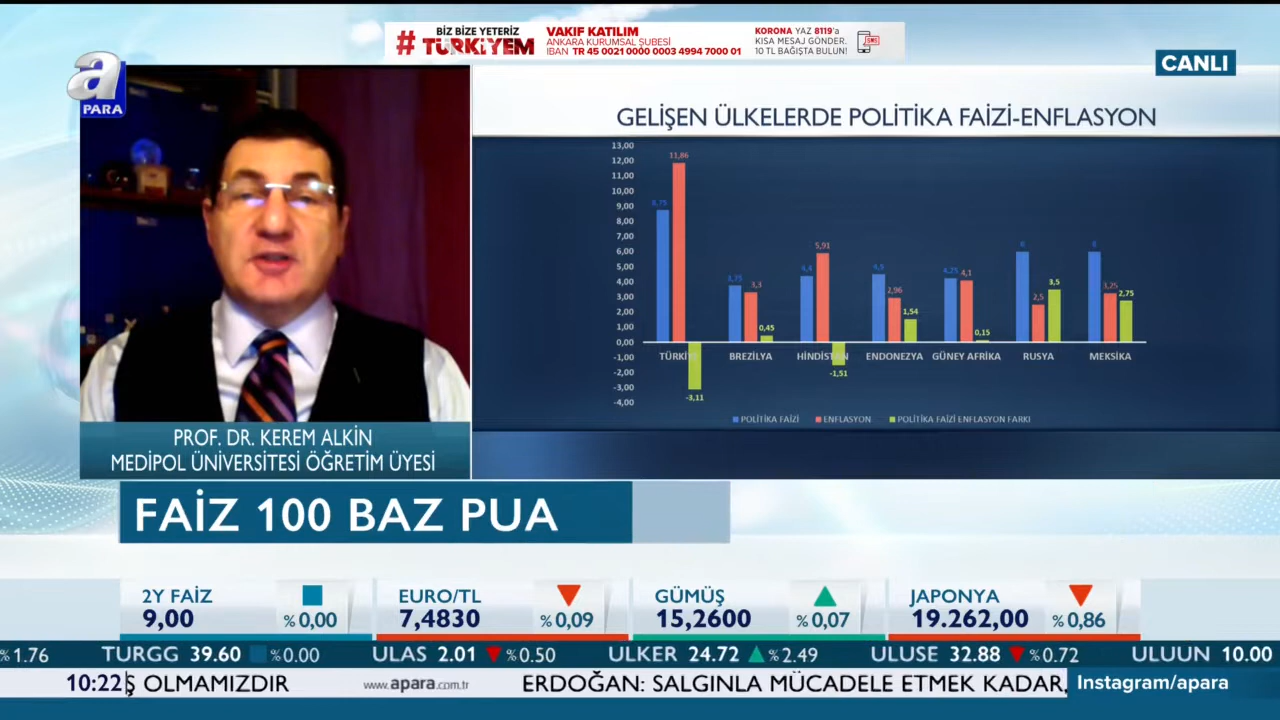 #
BİZ BİZE YETERİZ
TÜRKİYEM
VAKIF KATILIM
ANKARA KURUMSAL ŞUBESİ
IBAN TR 45 0021 0000 0003 4994 7000 01
KORONA YAZ 8119'a
KISA MESAJ GÖNDER.
10 TL BAĞIŞTA BULUN!
SMS
CANLI
a
PARA
GELİŞEN ÜLKELERDE POLİTİKA FAİZİ-ENFLASYON
13,00
12,00
11,00
10,00
9,00
8,00
7,00
6,00
5,00
4,00
3,00
2,00
1,00
0,00
-1,00
-2,00
-3,00
-4,00
8,75 11,86 -3,11
3,75 3,3 0,45
4,4 5,91 -1,51
4,5 2,96 1,54
4,25 4,1 0,15
6 2,5 3,5
6 3,25 2,75
TÜRKİYE BREZİLYA HİNDİSTAN ENDONEZYA GÜNEY AFRIKA RUSYA MEKSİKA
POLİTİKA FAİZİ ENFLASYON POLİTİKA FAİZİ ENFLASYON FARKI
PROF. DR. KEREM ALKİN
MEDİPOL ÜNİVERSİTESİ ÖĞRETİM ÜYESİ
FAİZ 100 BAZ PUA
2Y FAİZ
9,00 %0,00
EURO/TL
7,4830 %0,09
GÜMÜŞ
15,2600 %0,07
JAPONYA
19.262,00 %0,86
%1.76 TURGG 39.60 %0.00 ULAS 2.01 %0.50 ULKER 24.72 %2.49 ULUSE 32.88 %0.72 ULUUN 10.00
10:22 Ş OLMAMIZDIR www.apara.com.tr ERDOĞAN: SALGINLA MÜCADELE ETMEK KADAR, Instagram/apara